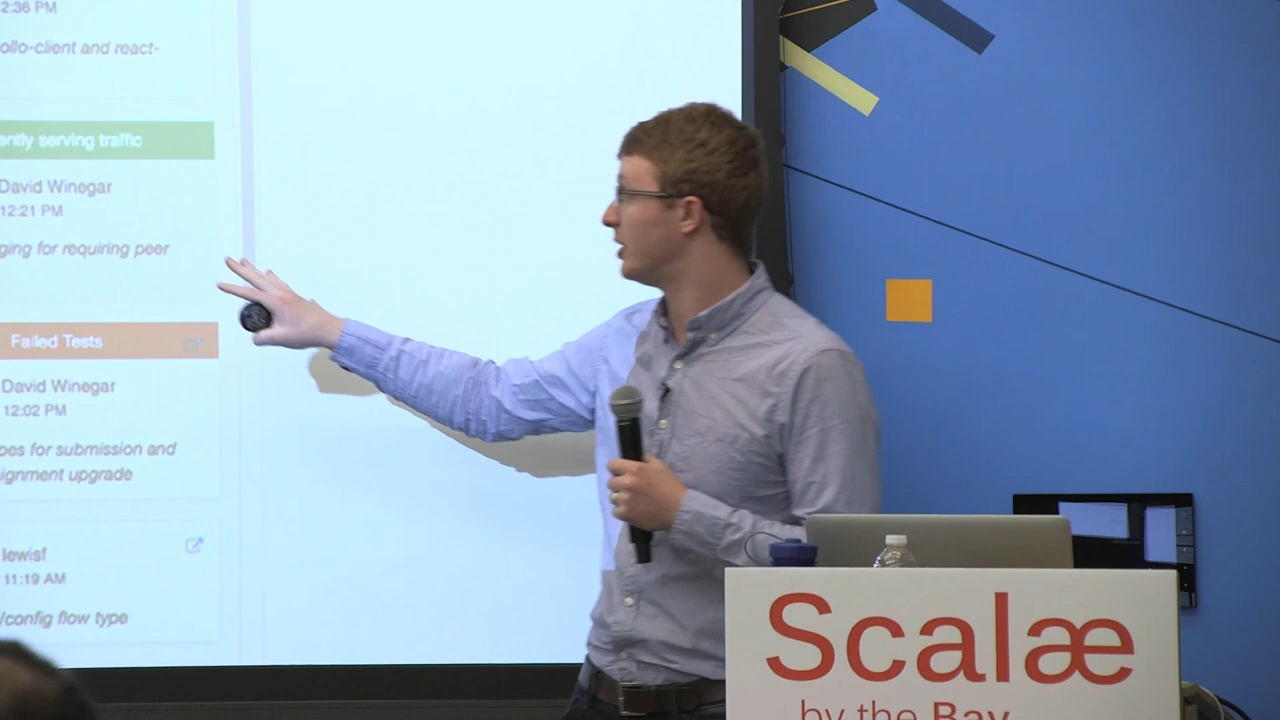 2:36 PM
ollo-client and react-
ently serving traffic
David Winegar
12:21 PM
ging for requiring peer
Failed Tests
David Winegar
12:02 PM
pes for submission and
ignment upgrade
lewisf
11:19 AM
/config flow type
Scalæ
by the Bay